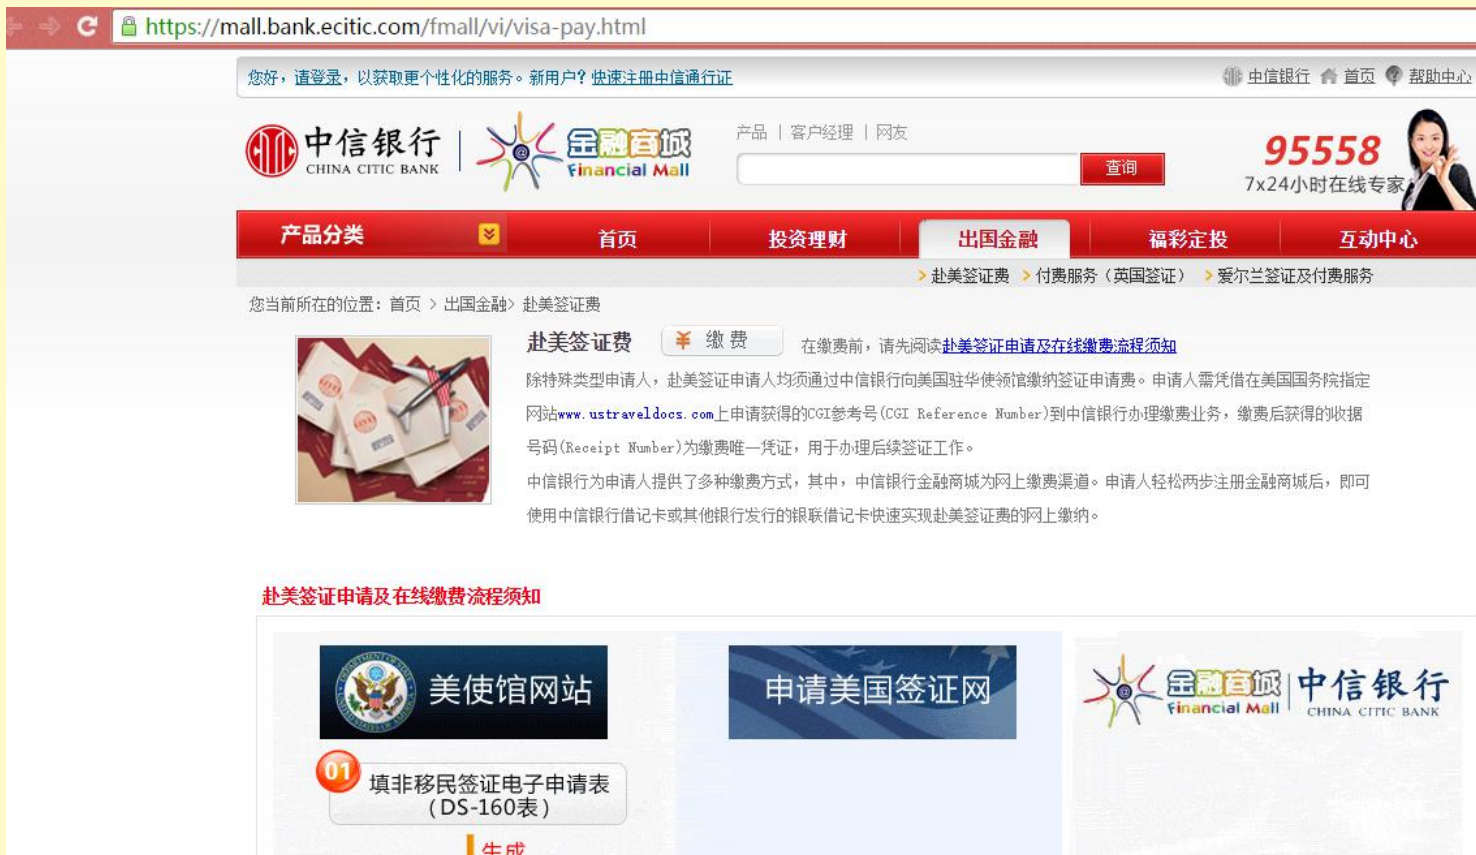 https://mall.bank.ecitic.com/fmall/vi/visa-pay.html
您好，请登录，以获取更个性化的服务。新用户？快速注册中信通行证
中信银行 首页 帮助中心
中信银行
CHINA CITIC BANK
金融商城
Financial Mall
产品 | 客户经理 | 网友
查询
95558
7x24小时在线专家
产品分类 首页 投资理财 出国金融 福彩定投 互动中心
> 赴美签证费 > 付费服务（英国签证） > 爱尔兰签证及付费服务
您当前所在的位置：首页 > 出国金融> 赴美签证费
赴美签证费 ¥ 缴费 在缴费前，请先阅读赴美签证申请及在线缴费流程须知
除特殊类型申请人，赴美签证申请人均须通过中信银行向美国驻华使领馆缴纳签证申请费。申请人需凭借在美国国务院指定
网站www.ustraveldocs.com上申请获得的CGI参考号(CGI Reference Number)到中信银行办理缴费业务，缴费后获得的收据
号码(Receipt Number)为缴费唯一凭证，用于办理后续签证工作。
中信银行为申请人提供了多种缴费方式，其中，中信银行金融商城为网上缴费渠道。申请人轻松两步注册金融商城后，即可
使用中信银行借记卡或其他银行发行的银联借记卡快速实现赴美签证费的网上缴纳。
赴美签证申请及在线缴费流程须知
美使馆网站
申请美国签证网
金融商城
Financial Mall
中信银行
CHINA CITIC BANK
01
填非移民签证电子申请表
（DS-160表）
生成